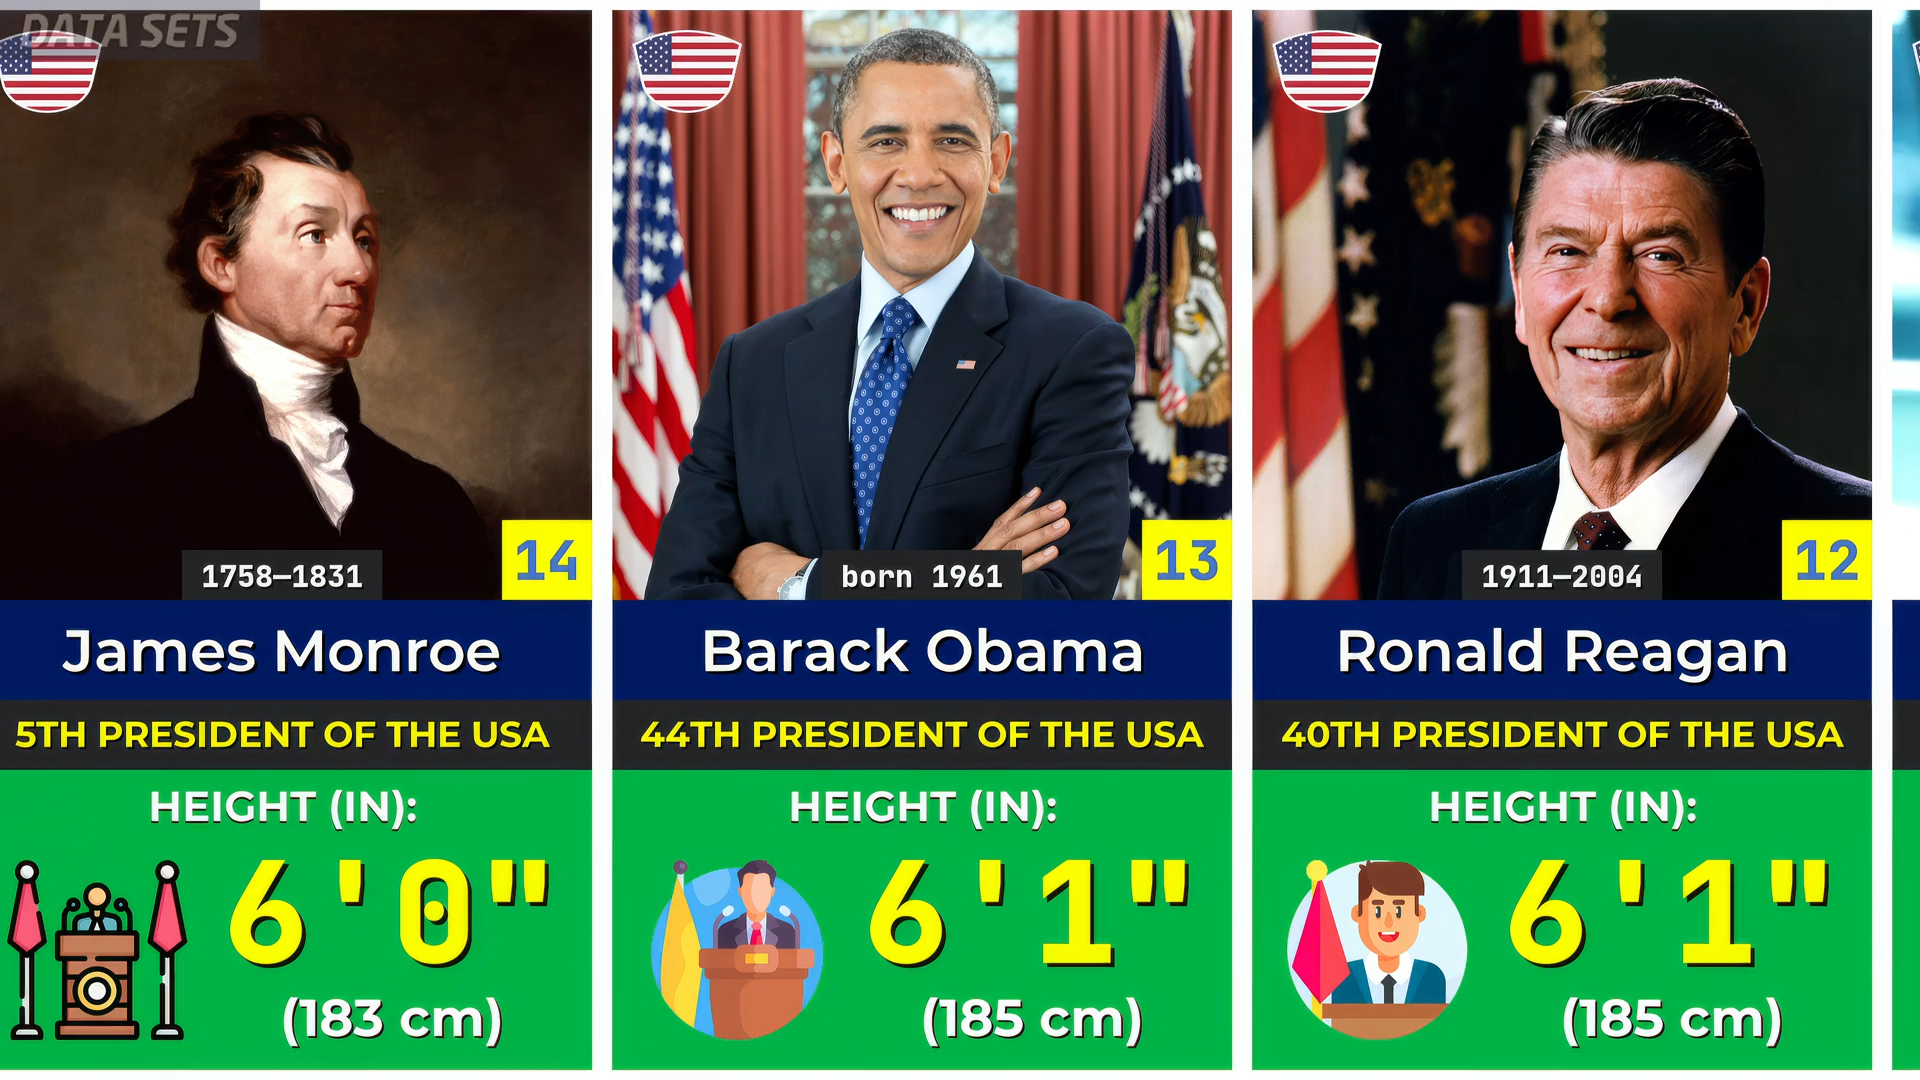 DATA SETS
1758–1831
14
James Monroe
5TH PRESIDENT OF THE USA
HEIGHT (IN):
6'0"
(183 cm)
born 1961
13
Barack Obama
44TH PRESIDENT OF THE USA
HEIGHT (IN):
6'1"
(185 cm)
1911–2004
12
Ronald Reagan
40TH PRESIDENT OF THE USA
HEIGHT (IN):
6'1"
(185 cm)